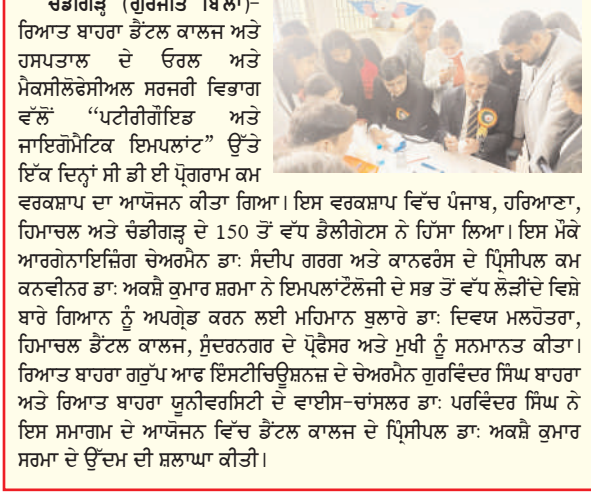 ਚੰਡੀਗੜ੍ਹ (ਗੁਰਜੀਤ ਬਿੱਲਾ)-
ਰਿਆਤ ਬਾਹਰਾ ਡੈਂਟਲ ਕਾਲਜ ਅਤੇ
ਹਸਪਤਾਲ ਦੇ ਓਰਲ ਅਤੇ
ਮੈਕਸੀਲੋਫੇਸੀਅਲ ਸਰਜਰੀ ਵਿਭਾਗ
ਵੱਲੋਂ ‘‘ਪਟੀਰੀਗੌਇਡ ਅਤੇ
ਜਾਇਗੋਮੈਟਿਕ ਇਮਪਲਾਂਟ” ਉੱਤੇ
ਇੱਕ ਦਿਨ੍ਹਾਂ ਸੀ ਡੀ ਈ ਪ੍ਰੋਗਰਾਮ ਕਮ
ਵਰਕਸ਼ਾਪ ਦਾ ਆਯੋਜਨ ਕੀਤਾ ਗਿਆ। ਇਸ ਵਰਕਸ਼ਾਪ ਵਿੱਚ ਪੰਜਾਬ, ਹਰਿਆਣਾ,
ਹਿਮਾਚਲ ਅਤੇ ਚੰਡੀਗੜ੍ਹ ਦੇ 150 ਤੋਂ ਵੱਧ ਡੈਲੀਗੇਟਸ ਨੇ ਹਿੱਸਾ ਲਿਆ। ਇਸ ਮੌਕੇ
ਆਰਗੇਨਾਇਜ਼ਿੰਗ ਚੇਅਰਮੈਨ ਡਾ: ਸੰਦੀਪ ਗਰਗ ਅਤੇ ਕਾਨਫਰੰਸ ਦੇ ਪ੍ਰਿੰਸੀਪਲ ਕਮ
ਕਨਵੀਨਰ ਡਾ: ਅਕਸ਼ੈ ਕੁਮਾਰ ਸ਼ਰਮਾ ਨੇ ਇਮਪਲਾਂਟੌਲੋਜੀ ਦੇ ਸਭ ਤੋਂ ਵੱਧ ਲੋੜੀਂਦੇ ਵਿਸ਼ੇ
ਬਾਰੇ ਗਿਆਨ ਨੂੰ ਅਪਗ੍ਰੇਡ ਕਰਨ ਲਈ ਮਹਿਮਾਨ ਬੁਲਾਰੇ ਡਾ: ਦਿਵਯ ਮਲਹੋਤਰਾ,
ਹਿਮਾਚਲ ਡੈਂਟਲ ਕਾਲਜ, ਸੁੰਦਰਨਗਰ ਦੇ ਪ੍ਰੋਫੈਸਰ ਅਤੇ ਮੁਖੀ ਨੂੰ ਸਨਮਾਨਤ ਕੀਤਾ।
ਰਿਆਤ ਬਾਹਰਾ ਗਰੁੱਪ ਆਫ ਇੰਸਟੀਚਿਊਸ਼ਨਜ਼ ਦੇ ਚੇਅਰਮੈਨ ਗੁਰਵਿੰਦਰ ਸਿੰਘ ਬਾਹਰਾ
ਅਤੇ ਰਿਆਤ ਬਾਹਰਾ ਯੂਨੀਵਰਸਿਟੀ ਦੇ ਵਾਈਸ-ਚਾਂਸਲਰ ਡਾ: ਪਰਵਿੰਦਰ ਸਿੰਘ ਨੇ
ਇਸ ਸਮਾਗਮ ਦੇ ਆਯੋਜਨ ਵਿੱਚ ਡੈਂਟਲ ਕਾਲਜ ਦੇ ਪ੍ਰਿੰਸੀਪਲ ਡਾ: ਅਕਸ਼ੈ ਕੁਮਾਰ
ਸਰਮਾ ਦੇ ਉੱਦਮ ਦੀ ਸ਼ਲਾਘਾ ਕੀਤੀ।